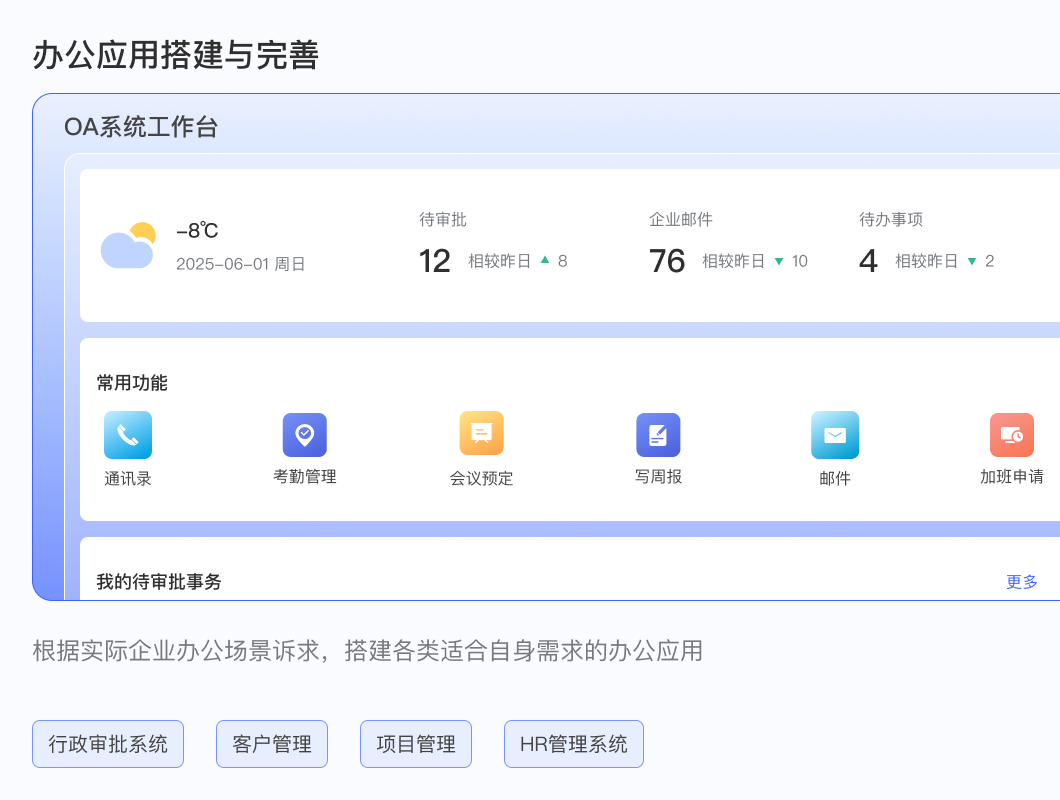 办公应用搭建与完善
OA系统工作台
-8℃
2025-06-01 周日
待审批
12 相较昨日 ▲ 8
企业邮件
76 相较昨日 ▼ 10
待办事项
4 相较昨日 ▼ 2
常用功能
通讯录 考勤管理 会议预定 写周报 邮件 加班申请
我的待审批事务 更多
根据实际企业办公场景诉求，搭建各类适合自身需求的办公应用
行政审批系统 客户管理 项目管理 HR管理系统